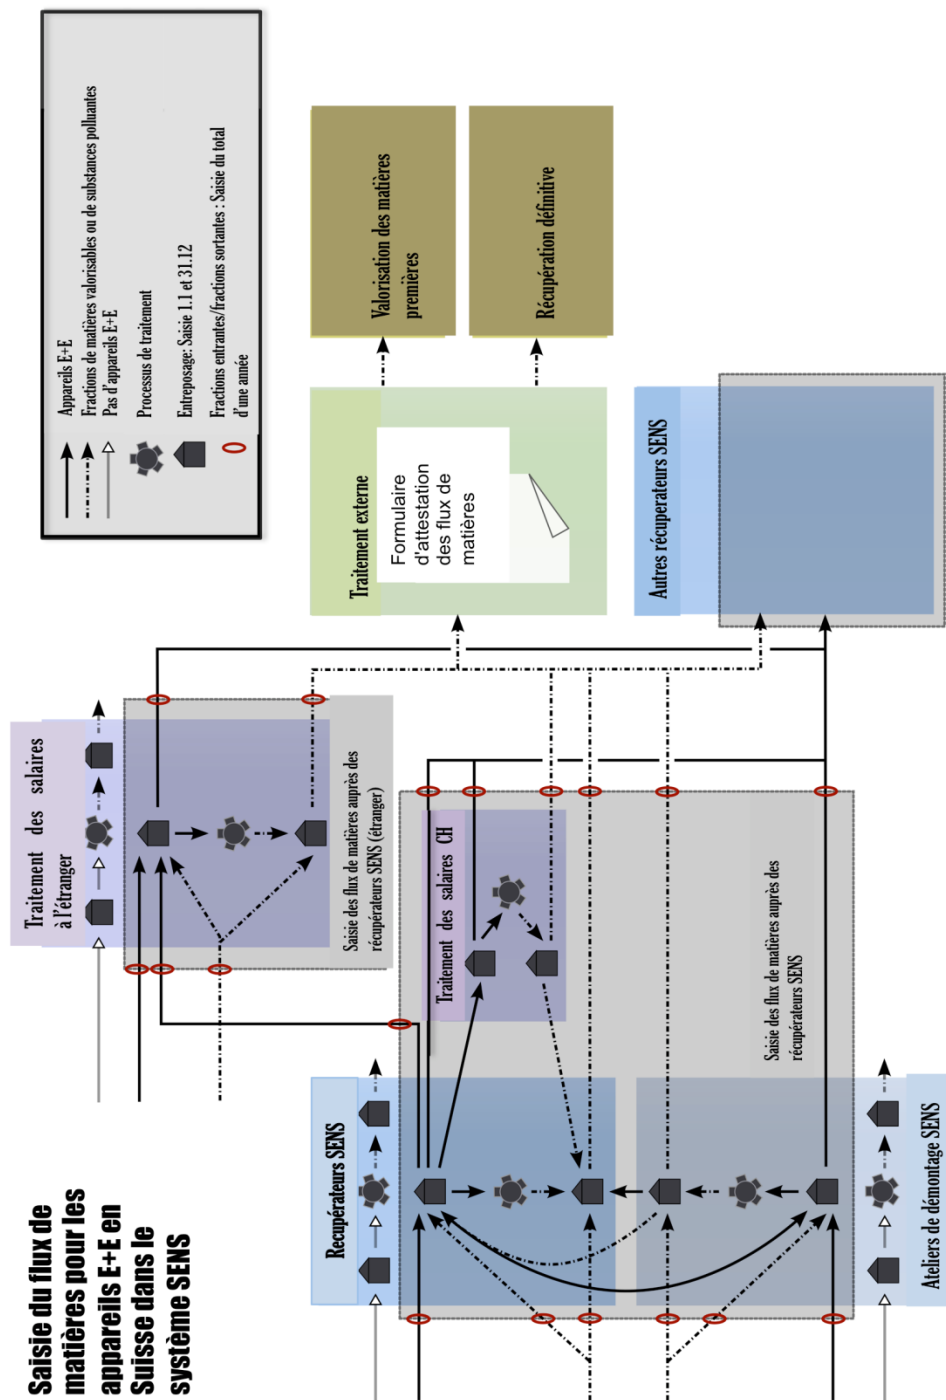 Saisie du flux de
matières pour les
appareils E+E en
Suisse dans le
système SENS
Appareils E+E
Fractions de matières valorisables ou de substances polluantes
Pas d'appareils E+E
Processus de traitement
Entreposage: Saisie 1.1 et 31.12
Fractions entrantes/fractions sortantes : Saisie du total
d'une année
Traitement des salaires
à l'étranger
Saisie des flux de matières auprès des
récupérateurs SENS (étranger)
Recupérateurs SENS
Traitement des salaires CH
Saisie des flux de matières auprès des
récupérateurs SENS
Ateliers de démontage SENS
Traitement externe
Formulaire
d'attestation
des flux de
matières
Autres récuperateurs SENS
Valorisation des matières
premières
Récupération définitive